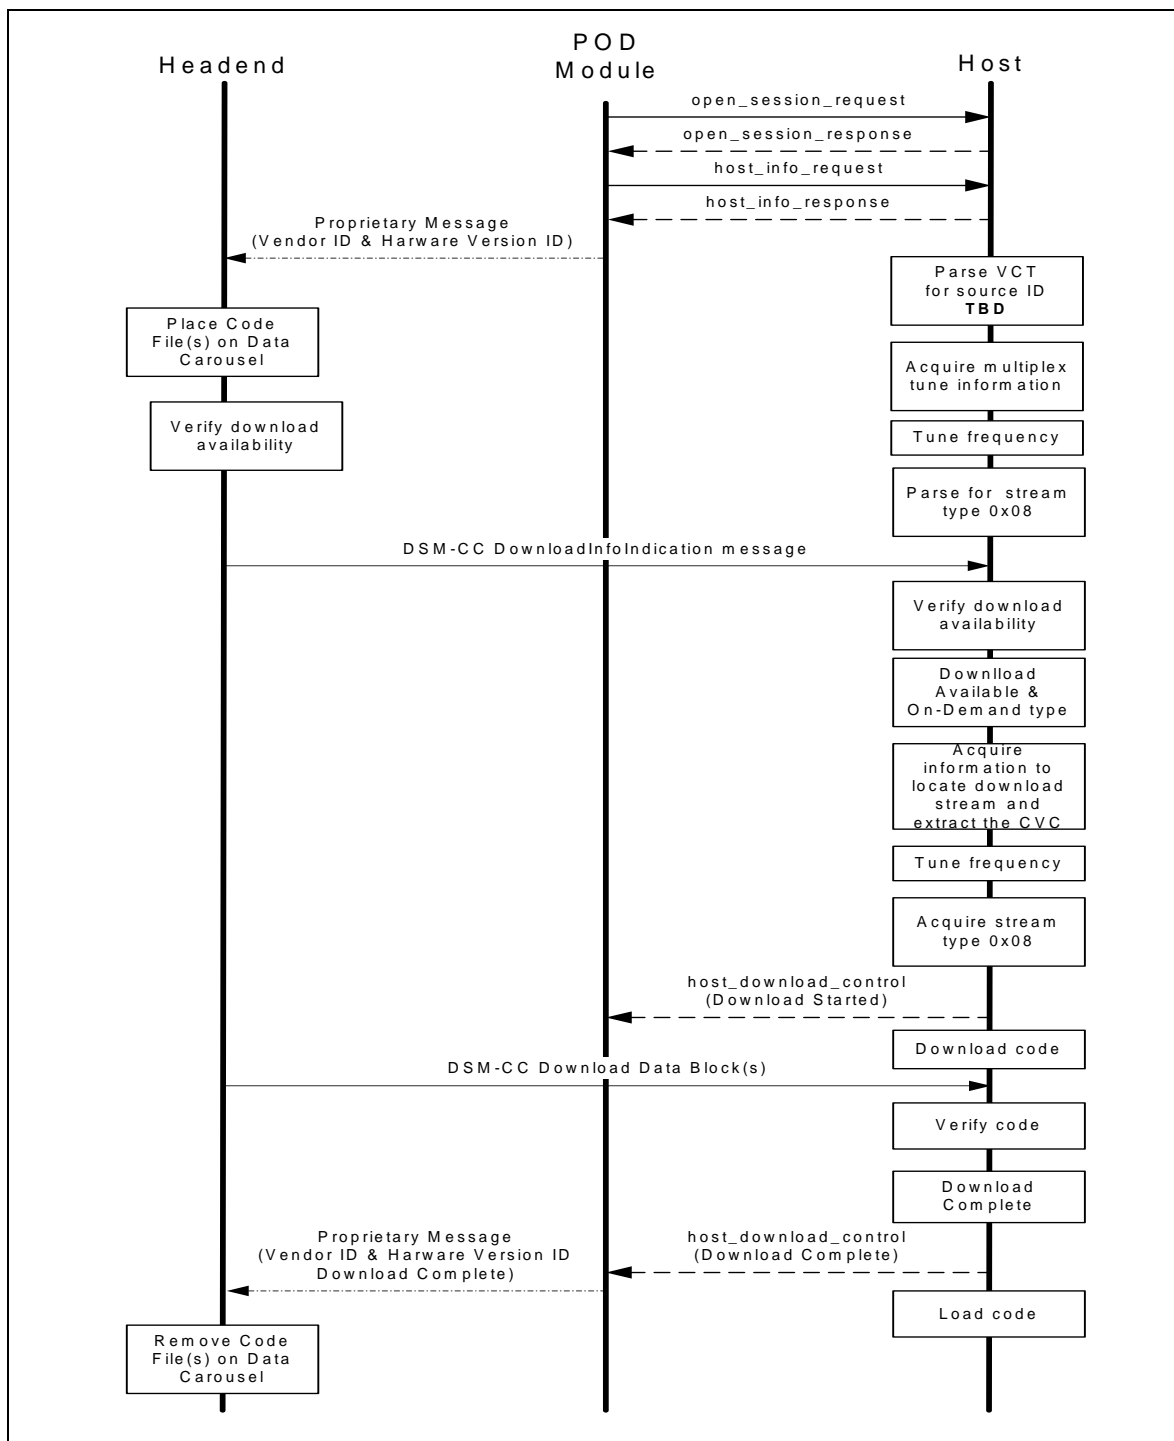 Headend
POD
Module
Host
open_session_request
open_session_response
host_info_request
host_info_response
Proprietary Message
(Vendor ID & Harware Version ID)
Parse VCT
for source ID
TBD
Place Code
File(s) on Data
Carousel
Acquire multiplex
tune information
Verify download
availability
Tune frequency
Parse for stream
type 0x08
DSM-CC DownloadInfoIndication message
Verify download
availability
Downlload
Available &
On-Demand type
Acquire
information to
locate download
stream and
extract the CVC
Tune frequency
Acquire stream
type 0x08
host_download_control
(Download Started)
Download code
DSM-CC Download Data Block(s)
Verify code
Download
Complete
Proprietary Message
(Vendor ID & Harware Version ID
Download Complete)
host_download_control
(Download Complete)
Load code
Remove Code
File(s) on Data
Carousel